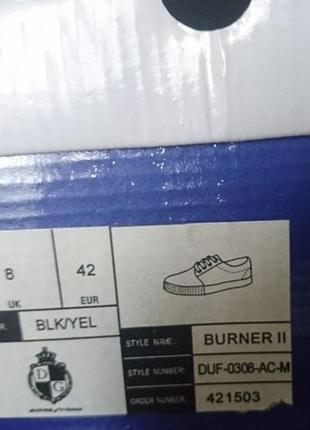 8 42
UK EUR
R: BLK/YEL
STYLE NAME: BURNER II
STYLE NUMBER: DUF-0308-AC-M
ORDER NUMBER: 421503
D G